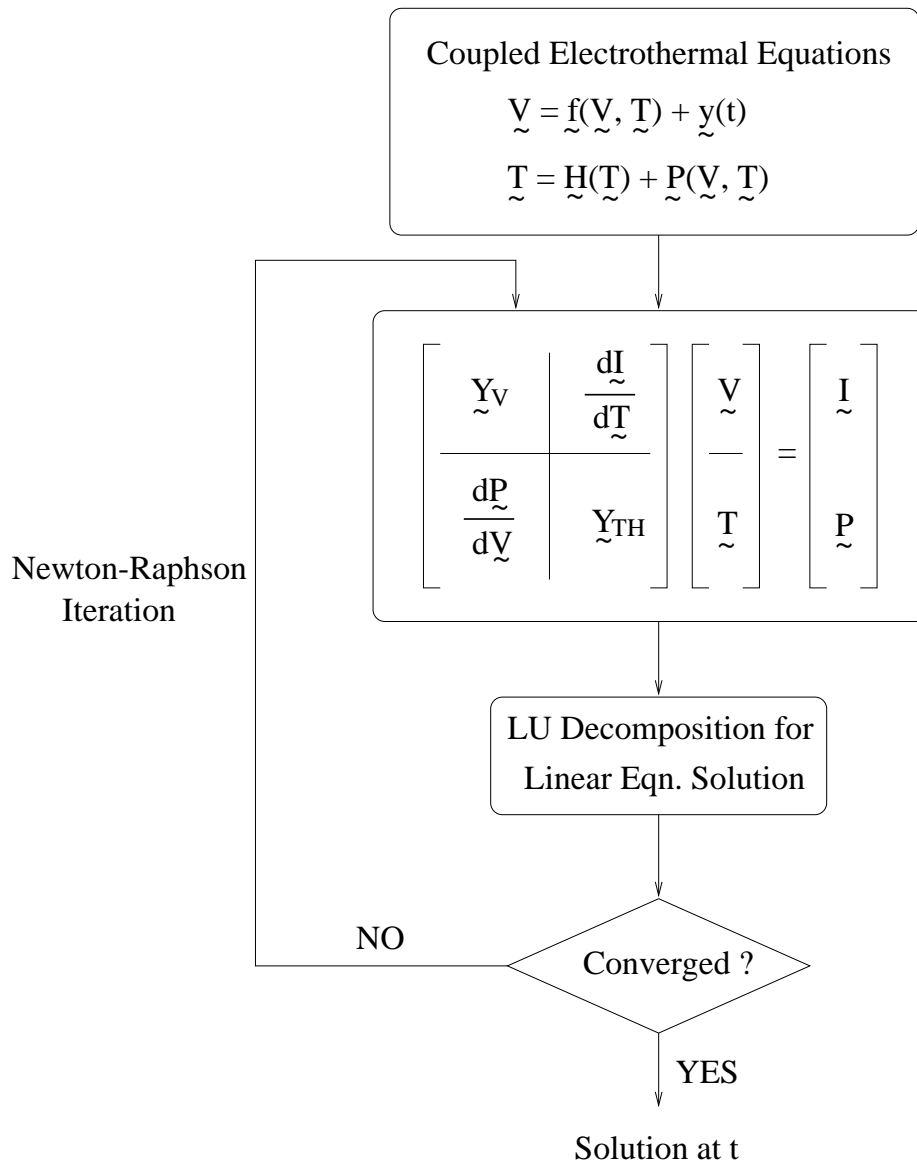 Coupled Electrothermal Equations
V = f(V, T) + y(t)
T = H(T) + P(V, T)
Y_V dI/dT V = I
dP/dV Y_TH T P
Newton-Raphson
Iteration
LU Decomposition for
Linear Eqn. Solution
NO
Converged ?
YES
Solution at t